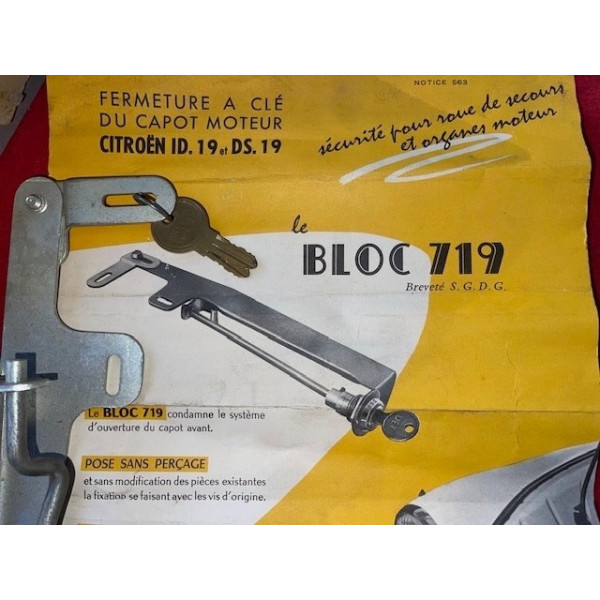 NOTICE 563
FERMETURE A CLÉ
DU CAPOT MOTEUR
CITROËN ID.19 et DS.19
sécurité pour roue de secours
et organes moteur
le
BLOC 719
Breveté S.G.D.G.
Le BLOC 719 condamne le système
d'ouverture du capot avant.
POSE SANS PERÇAGE
et sans modification des pièces existantes
la fixation se faisant avec les vis d'origine.